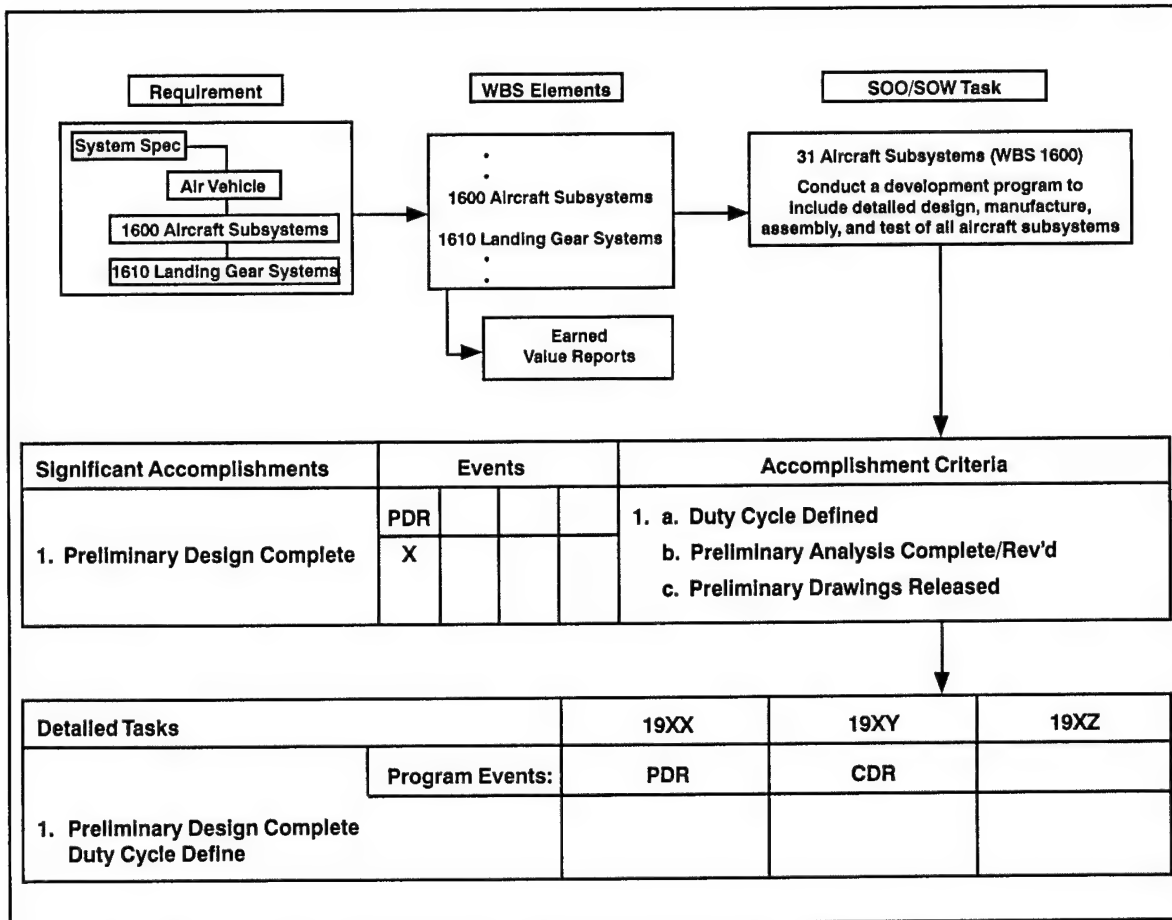 Requirement
WBS Elements
SOO/SOW Task
System Spec
Air Vehicle
1600 Aircraft Subsystems
1610 Landing Gear Systems
1600 Aircraft Subsystems
1610 Landing Gear Systems
31 Aircraft Subsystems (WBS 1600)
Conduct a development program to
include detailed design, manufacture,
assembly, and test of all aircraft subsystems
Earned
Value Reports
Significant Accomplishments
Events
Accomplishment Criteria
PDR
1. Preliminary Design Complete
X
1. a. Duty Cycle Defined
b. Preliminary Analysis Complete/Rev'd
c. Preliminary Drawings Released
Detailed Tasks
19XX
19XY
19XZ
Program Events:
PDR
CDR
1. Preliminary Design Complete
Duty Cycle Define